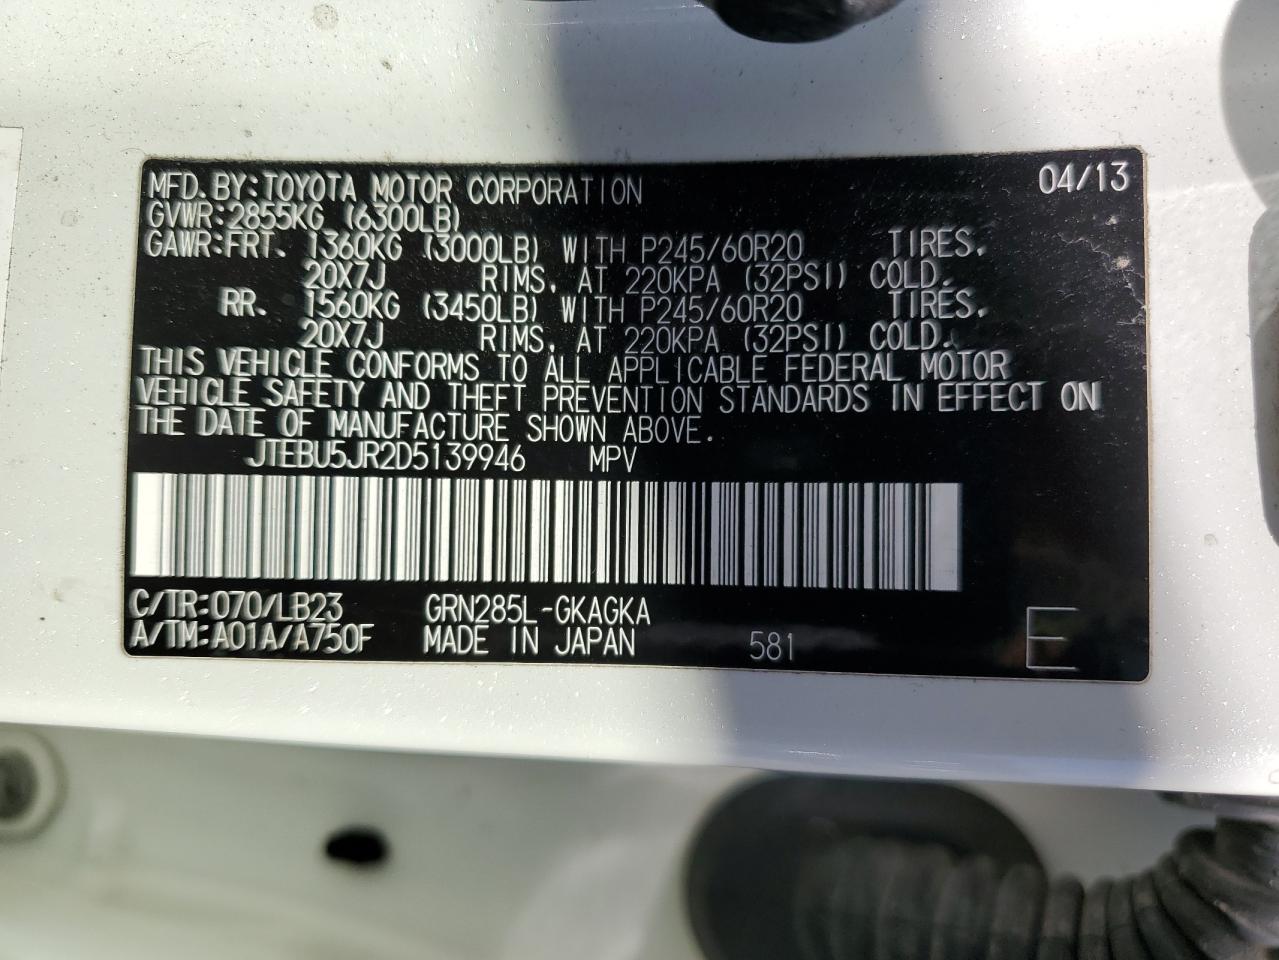 MFD. BY: TOYOTA MOTOR CORPORATION 04/13
GVWR: 2855KG (6300LB)
GAWR: FRT. 1360KG (3000LB) WITH P245/60R20 TIRES,
20X7J RIMS, AT 220KPA (32PSI) COLD.
RR. 1560KG (3450LB) WITH P245/60R20 TIRES,
20X7J RIMS, AT 220KPA (32PSI) COLD.
THIS VEHICLE CONFORMS TO ALL APPLICABLE FEDERAL MOTOR
VEHICLE SAFETY AND THEFT PREVENTION STANDARDS IN EFFECT ON
THE DATE OF MANUFACTURE SHOWN ABOVE.
JTEBU5JR2D5139946 MPV
C/TR: 070/LB23 GRN285L-GKAGKA
A/TM: A01A/A750F MADE IN JAPAN 581 E